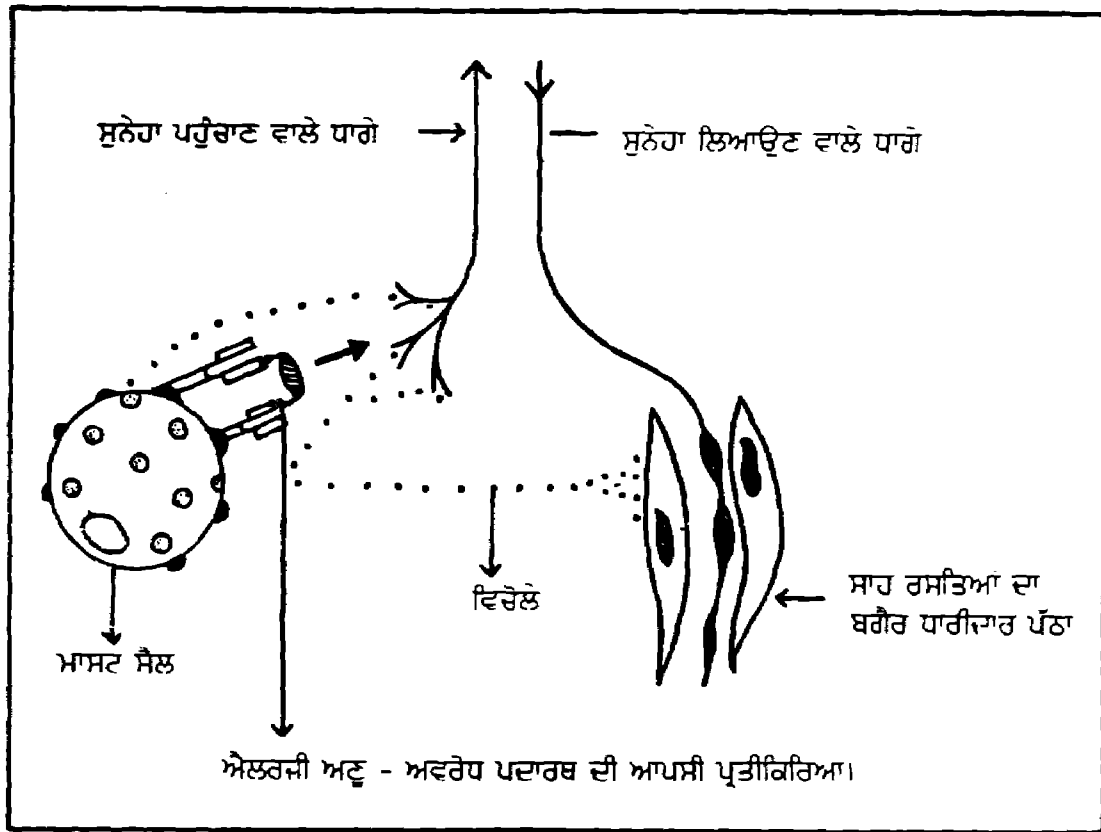 ਸੁਨੇਹਾ ਪਹੁੰਚਾਣ ਵਾਲੇ ਧਾਗੇ
ਸੁਨੇਹਾ ਲਿਆਉਣ ਵਾਲੇ ਧਾਗੇ
ਵਿਚੋਲੇ
ਸਾਹ ਰਸਤਿਆਂ ਦਾ
ਬਗੈਰ ਧਾਰੀਦਾਰ ਪੱਠਾ
ਮਾਸਟ ਸੈਲ
ਐਲਰਜੀ ਅਣੂ - ਅਵਰੋਧ ਪਦਾਰਥ ਦੀ ਆਪਸੀ ਪ੍ਰਤੀਕਿਰਿਆ।